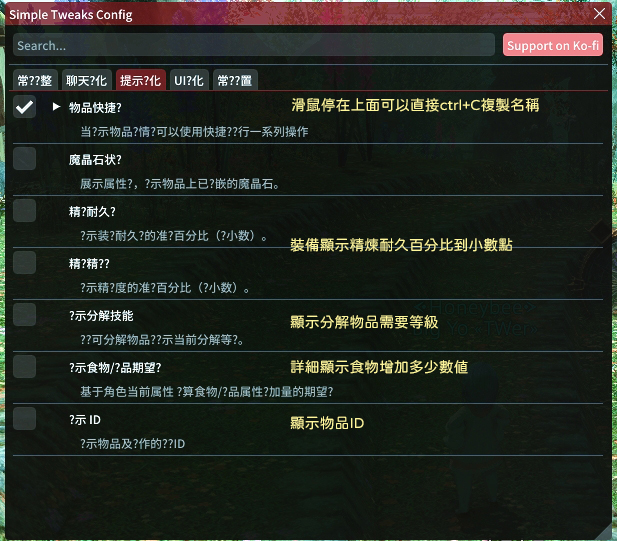 Simple Tweaks Config
Search...
Support on Ko-fi
常??整 聊天?化 提示?化 UI?化 常??置
物品快捷?
滑鼠停在上面可以直接ctrl+C複製名稱
当?示物品?情?可以使用快捷??行一系列操作
魔晶石状?
展示属性?，?示物品上已?嵌的魔晶石。
精?耐久?
?示装?耐久?的准?百分比（?小数）。
裝備顯示精煉耐久百分比到小數點
精?精??
?示精?度的准?百分比（?小数）。
?示分解技能
顯示分解物品需要等級
??可分解物品??示当前分解等?。
?示食物/?品期望?
詳細顯示食物增加多少數値
基于角色当前属性 ?算食物/?品属性?加量的期望?
?示 ID
顯示物品ID
?示物品及?作的??ID